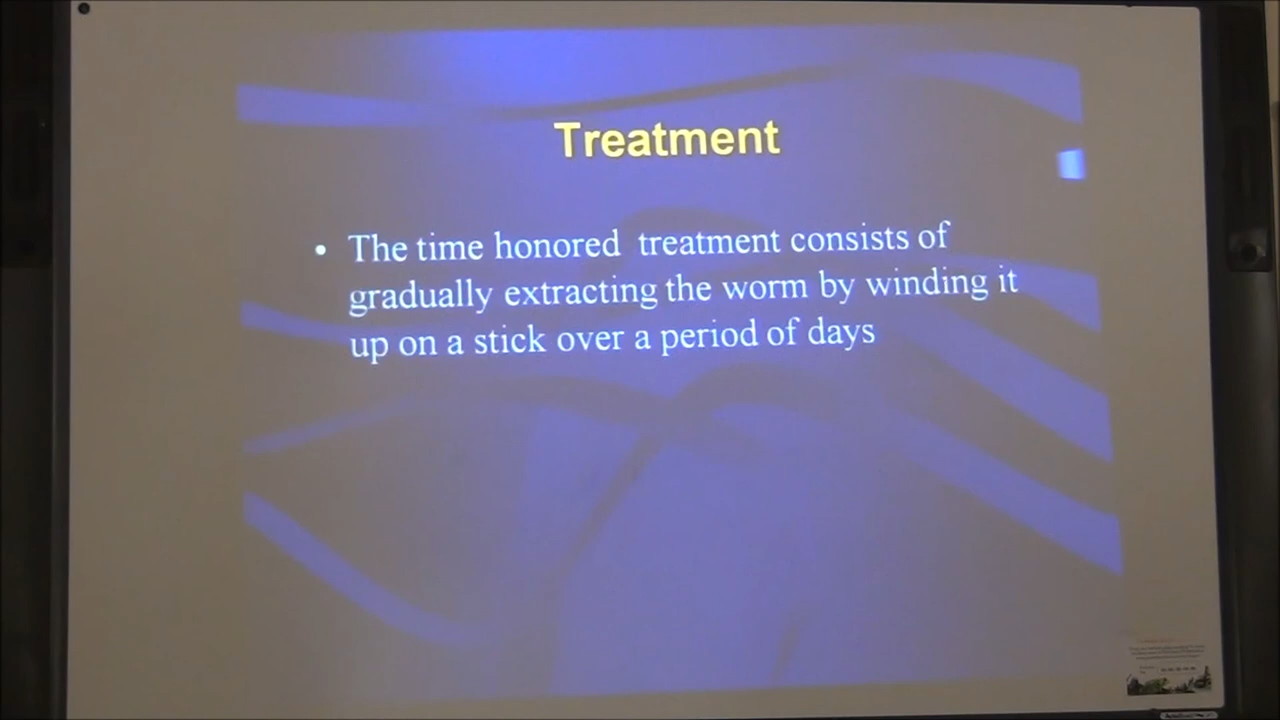 Treatment
• The time honored treatment consists of
gradually extracting the worm by winding it
up on a stick over a period of days